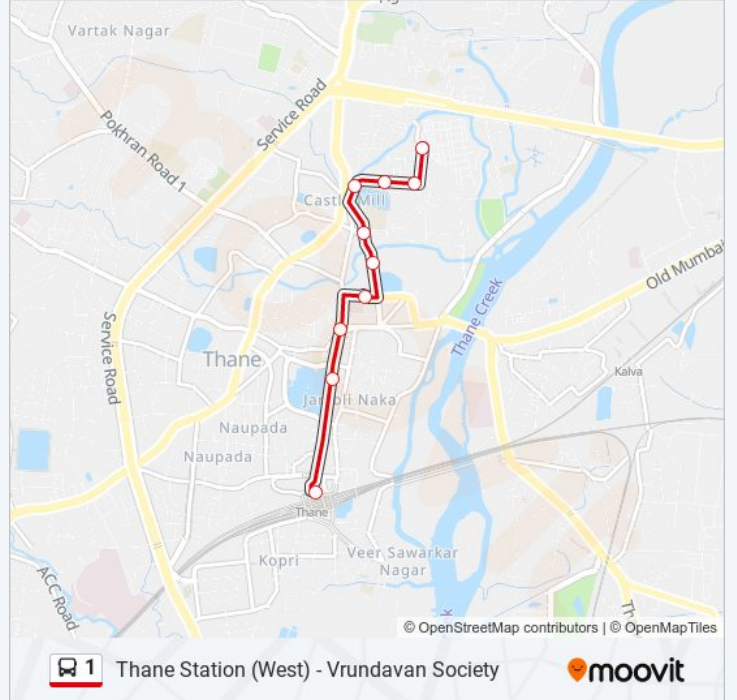 Vartak Nagar
Service Road
Pokhran Road 1
Castle Mill
Old Mumbai
Thane Creek
Service Road
Thane
Kalva
Jambli Naka
Naupada
Naupada
Thane
Kopri
Veer Sawarkar
Nagar
ACC Road
© OpenStreetMap contributors | © OpenMapTiles
1 Thane Station (West) - Vrundavan Society
moovit